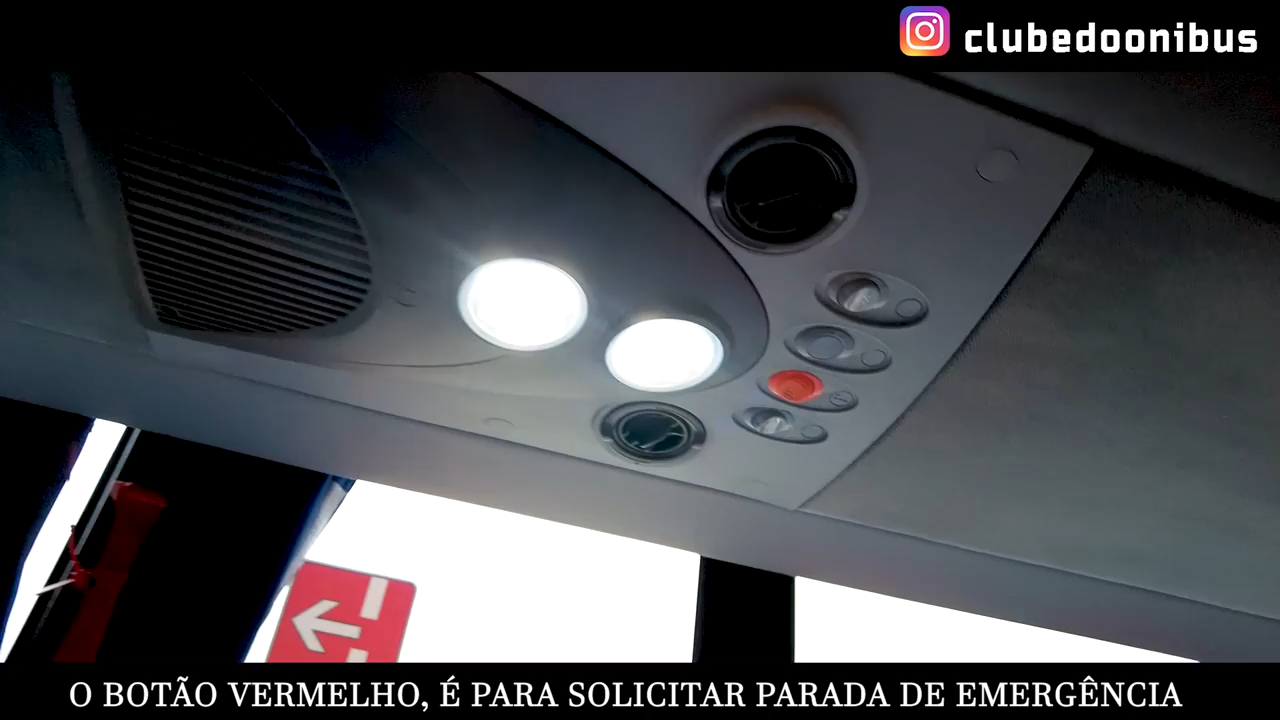 clubedoonibus
O BOTÃO VERMELHO, É PARA SOLICITAR PARADA DE EMERGÊNCIA